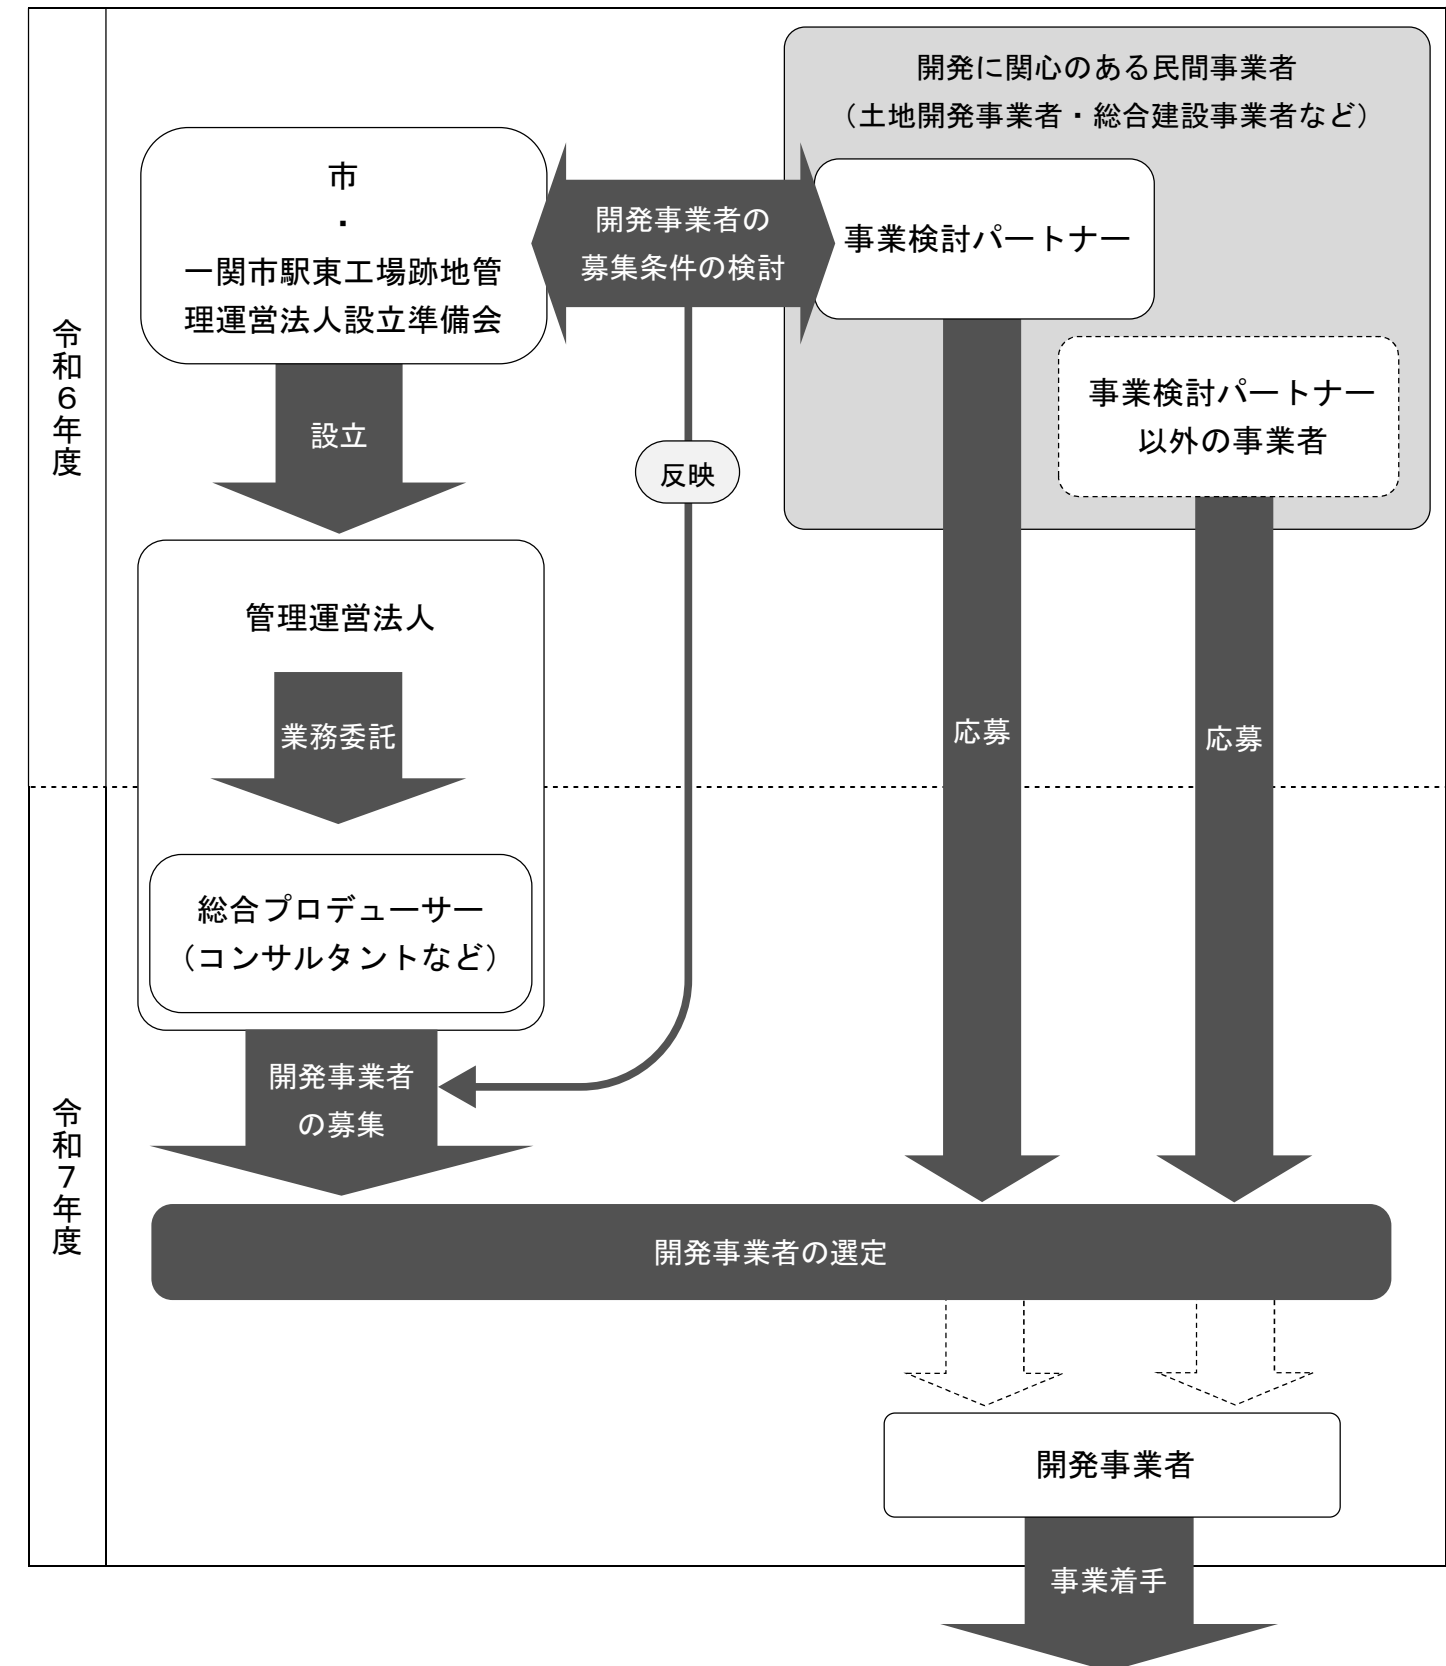 令和６年度
開発に関心のある民間事業者
（土地開発事業者・総合建設事業者など）
市
・
一関市駅東工場跡地管
理運営法人設立準備会
開発事業者の
募集条件の検討
事業検討パートナー
事業検討パートナー
以外の事業者
設立
反映
管理運営法人
業務委託
応募
応募
令和７年度
総合プロデューサー
（コンサルタントなど）
開発事業者
の募集
開発事業者の選定
開発事業者
事業着手